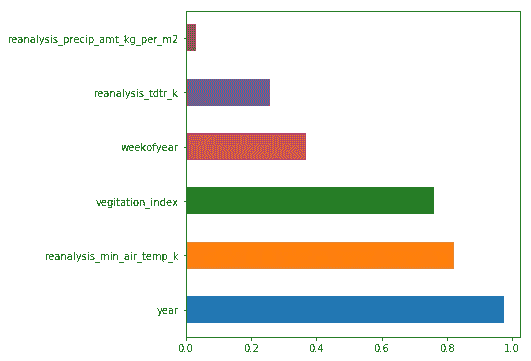 reanalysis_precip_amt_kg_per_m2
reanalysis_tdtr_k
weekofyear
vegitation_index
reanalysis_min_air_temp_k
year
0.0 0.2 0.4 0.6 0.8 1.0